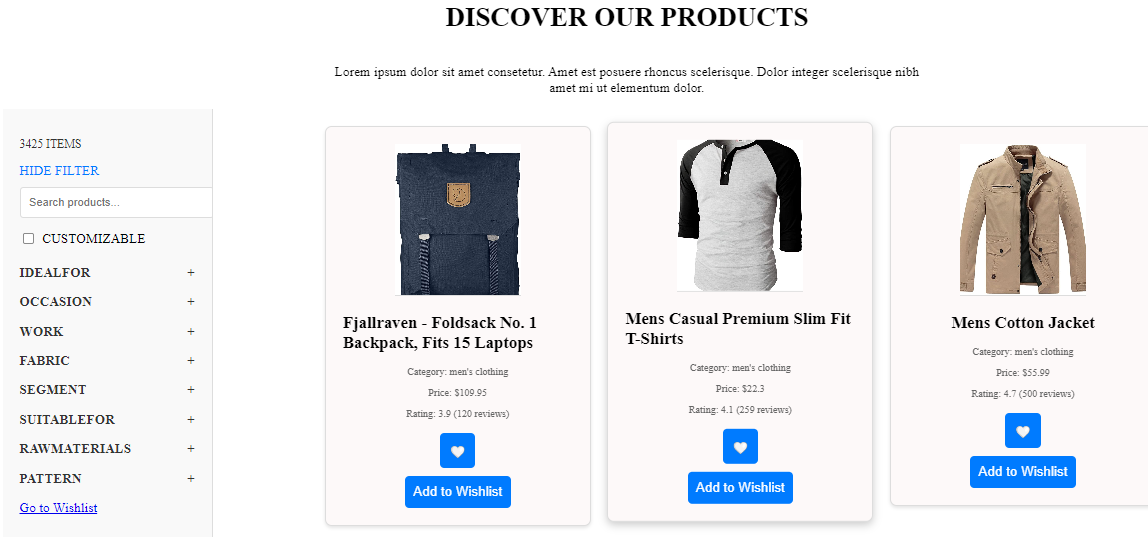 DISCOVER OUR PRODUCTS
Lorem ipsum dolor sit amet consetetur. Amet est posuere rhoncus scelerisque. Dolor integer scelerisque nibh
amet mi ut elementum dolor.
3425 ITEMS
HIDE FILTER
Search products...
CUSTOMIZABLE
IDEALFOR +
OCCASION +
WORK +
FABRIC +
SEGMENT +
SUITABLEFOR +
RAWMATERIALS +
PATTERN +
Go to Wishlist
Fjallraven - Foldsack No. 1
Backpack, Fits 15 Laptops
Category: men's clothing
Price: $109.95
Rating: 3.9 (120 reviews)
Add to Wishlist
Mens Casual Premium Slim Fit
T-Shirts
Category: men's clothing
Price: $22.3
Rating: 4.1 (259 reviews)
Add to Wishlist
Mens Cotton Jacket
Category: men's clothing
Price: $55.99
Rating: 4.7 (500 reviews)
Add to Wishlist